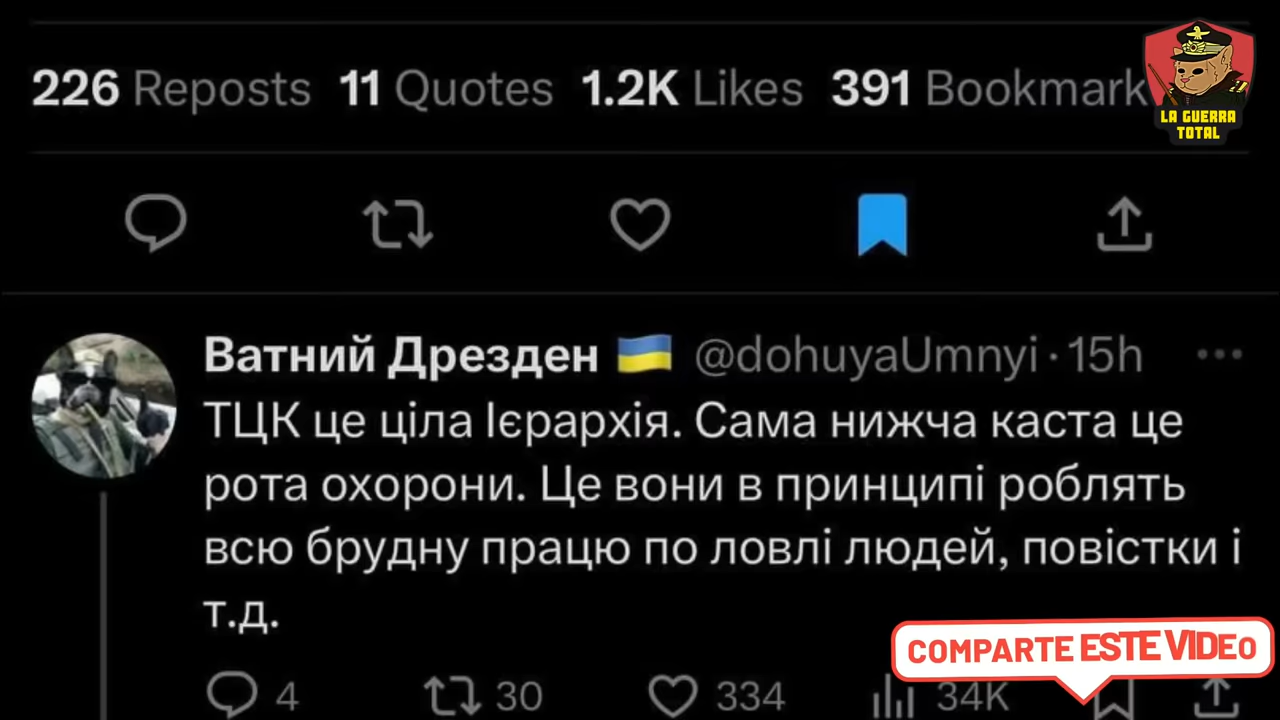 226 Reposts 11 Quotes 1.2K Likes 391 Bookmark
LA GUERRA
TOTAL
Ватний Дрезден 🇺🇦 @dohuyaUmnyi · 15h
ТЦК це ціла Ієрархія. Сама нижча каста це
рота охорони. Це вони в принципі роблять
всю брудну працю по ловлі людей, повістки і
т.д.
COMPARTE ESTE VIDEO
4 30 334 34K